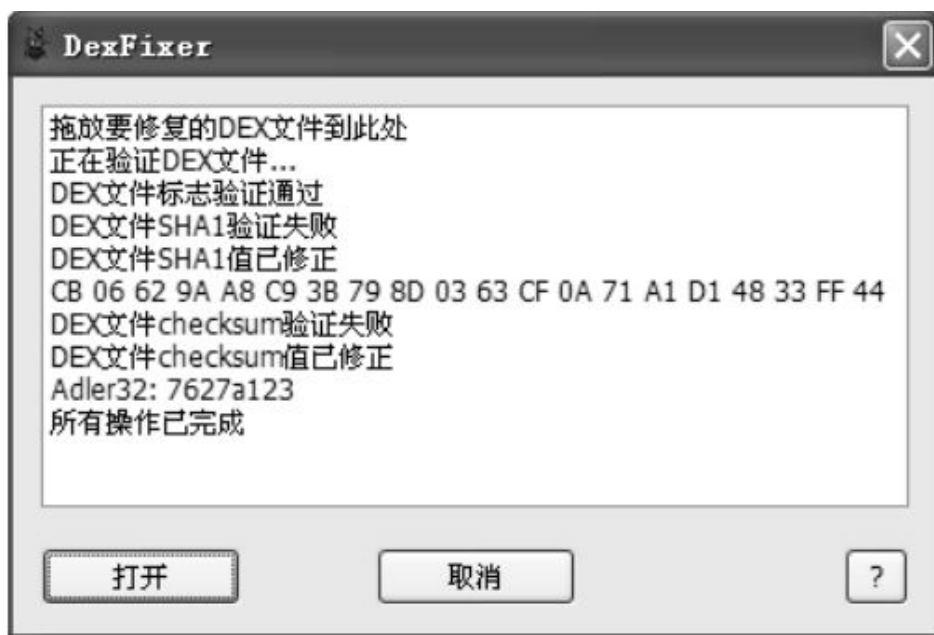 DexFixer
拖放要修复的DEX文件到此处
正在验证DEX文件...
DEX文件标志验证通过
DEX文件SHA1验证失败
DEX文件SHA1值已修正
CB 06 62 9A A8 C9 3B 79 8D 03 63 CF 0A 71 A1 D1 48 33 FF 44
DEX文件checksum验证失败
DEX文件checksum值已修正
Adler32: 7627a123
所有操作已完成
打开
取消
?